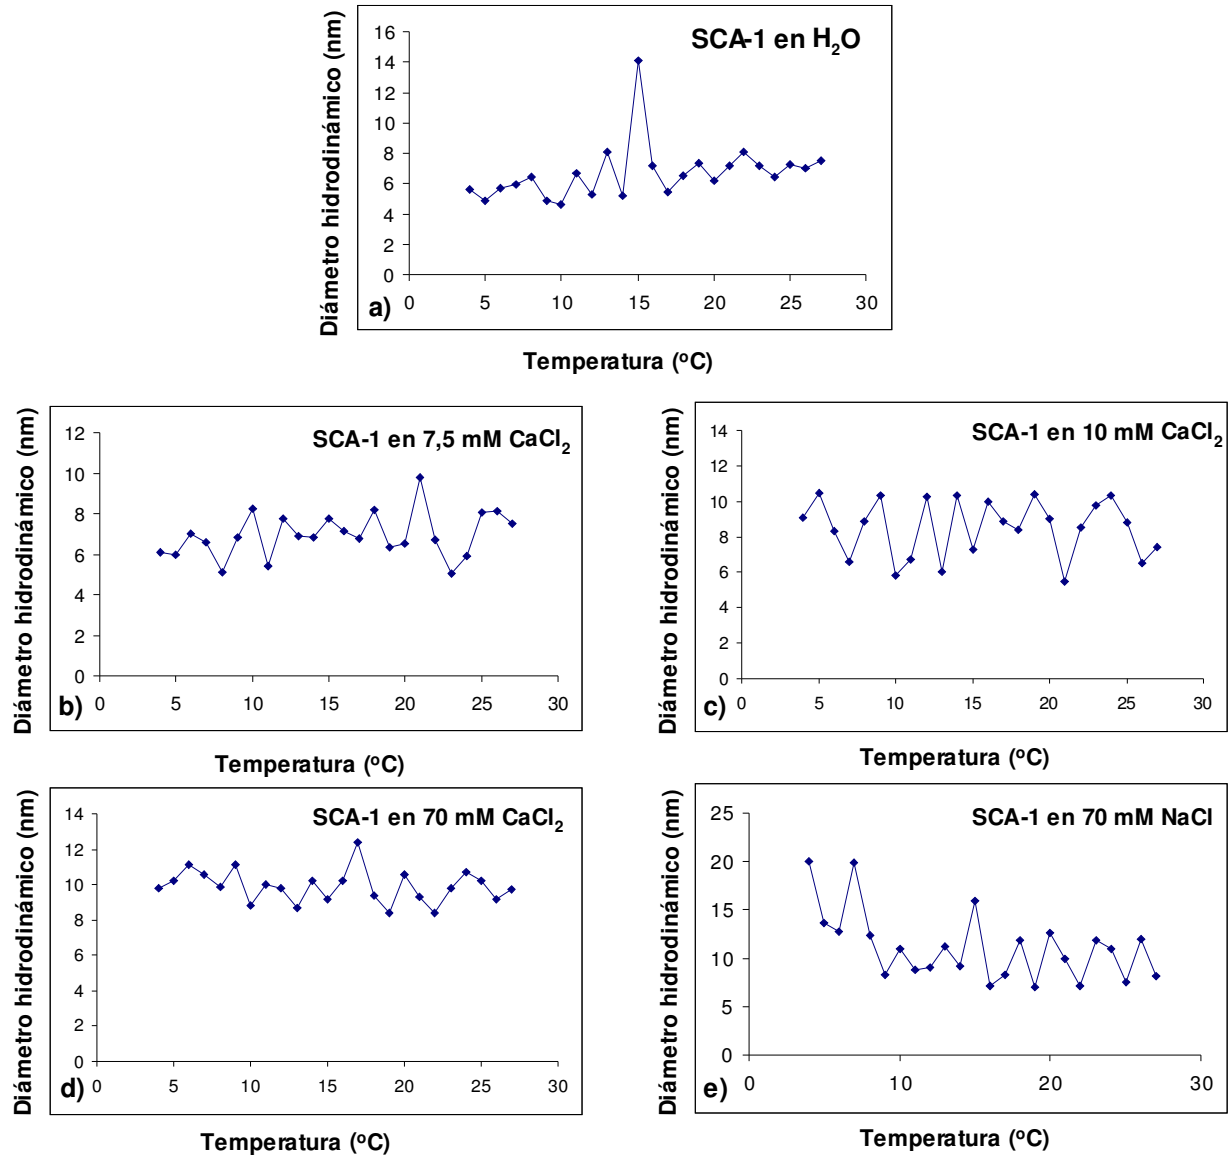 SCA-1 en H₂O
Diámetro hidrodinámico (nm)
16
14
12
10
8
6
4
2
0
a)
0 5 10 15 20 25 30
Temperatura (ºC)
SCA-1 en 7,5 mM CaCl₂
Diámetro hidrodinámico (nm)
12
10
8
6
4
2
0
b)
0 5 10 15 20 25 30
Temperatura (ºC)
SCA-1 en 10 mM CaCl₂
Diámetro hidrodinámico (nm)
14
12
10
8
6
4
2
0
c)
0 5 10 15 20 25 30
Temperatura (ºC)
SCA-1 en 70 mM CaCl₂
Diámetro hidrodinámico (nm)
14
12
10
8
6
4
2
0
d)
0 5 10 15 20 25 30
Temperatura (ºC)
SCA-1 en 70 mM NaCl
Diámetro hidrodinámico (nm)
25
20
15
10
5
0
e)
0 10 20 30
Temperatura (ºC)